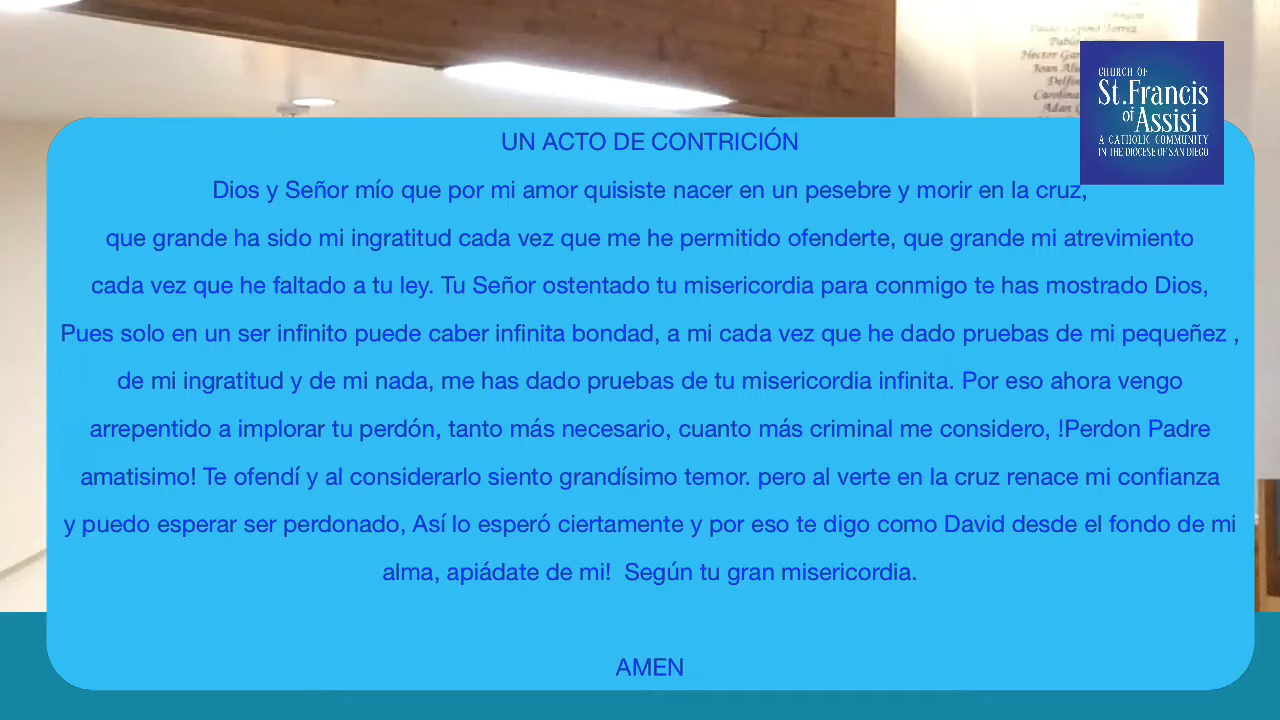 Pablo
Hector
Joan
Carolina
Adan
CHURCH OF
St. Francis
of
Assisi
A CATHOLIC COMMUNITY
IN THE DIOCESE OF SAN DIEGO
UN ACTO DE CONTRICIÓN
Dios y Señor mío que por mi amor quisiste nacer en un pesebre y morir en la cruz,
que grande ha sido mi ingratitud cada vez que me he permitido ofenderte, que grande mi atrevimiento
cada vez que he faltado a tu ley. Tu Señor ostentado tu misericordia para conmigo te has mostrado Dios,
Pues solo en un ser infinito puede caber infinita bondad, a mi cada vez que he dado pruebas de mi pequeñez ,
de mi ingratitud y de mi nada, me has dado pruebas de tu misericordia infinita. Por eso ahora vengo
arrepentido a implorar tu perdón, tanto más necesario, cuanto más criminal me considero, !Perdon Padre
amatisimo! Te ofendí y al considerarlo siento grandísimo temor. pero al verte en la cruz renace mi confianza
y puedo esperar ser perdonado, Así lo esperó ciertamente y por eso te digo como David desde el fondo de mi
alma, apiádate de mi!  Según tu gran misericordia.
AMEN